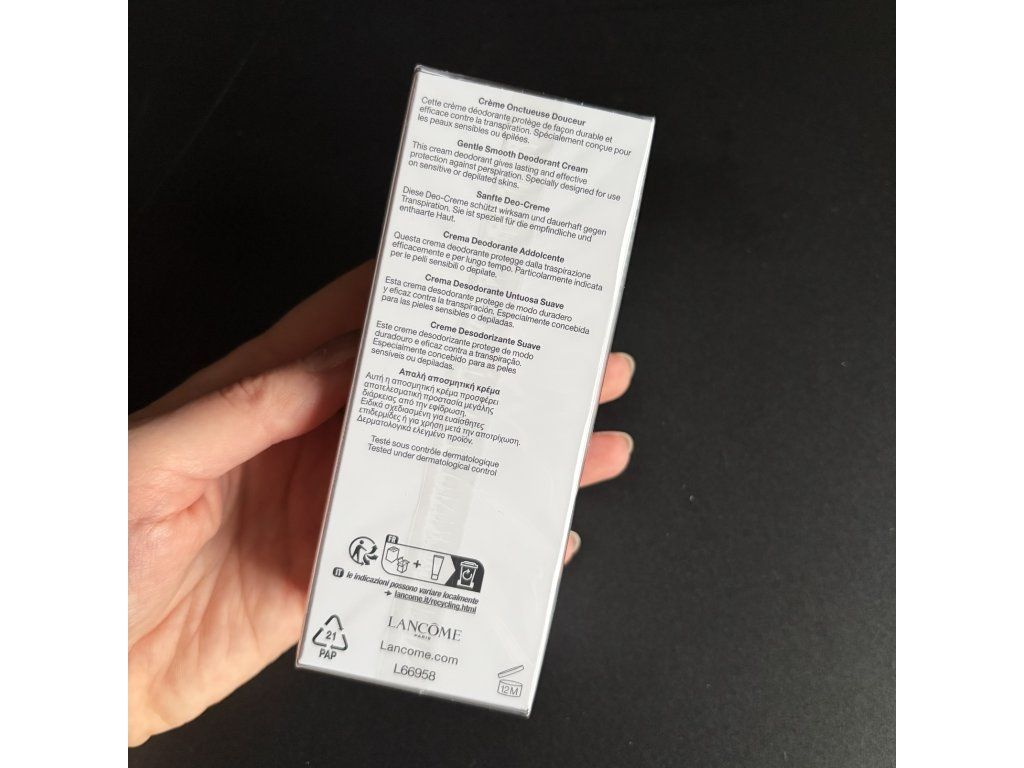 Crème Onctueuse Douceur
Cette crème déodorante protège de façon durable et
efficace contre la transpiration. Spécialement conçue pour
les peaux sensibles ou épilées.
Gentle Smooth Deodorant Cream
This cream deodorant gives lasting and effective
protection against perspiration. Specially designed for use
on sensitive or depilated skins.
Sanfte Deo-Creme
Diese Deo-Creme schützt wirksam und dauerhaft gegen
Transpiration. Sie ist speziell für die empfindliche und
enthaarte Haut.
Crema Deodorante Addolcente
Questa crema deodorante protegge dalla traspirazione
efficacemente e per lungo tempo. Particolarmente indicata
per le pelli sensibili o depilate.
Crema Desodorante Untuosa Suave
Esta crema desodorante protege de modo duradero
y eficaz contra la transpiración. Especialmente concebida
para las pieles sensibles o depiladas.
Creme Desodorizante Suave
Este creme desodorizante protege de modo
duradouro e eficaz contra a transpiração.
Especialmente concebido para as peles
sensíveis ou depiladas.
Απαλή αποσμητική κρέμα
Αυτή η αποσμητική κρέμα προσφέρει
αποτελεσματική προστασία μεγάλης
διάρκειας από την εφίδρωση.
Ειδικά σχεδιασμένη για ευαίσθητες
επιδερμίδες ή για χρήση μετά την αποτρίχωση.
Δερματολογικά ελεγμένο προϊόν.
Testé sous contrôle dermatologique
Tested under dermatological control
FR
+
IT le indicazioni possono variare localmente
→ lancome.it/recycling.html
LANCÔME
PARIS
Lancome.com
L66958
21
PAP
12M